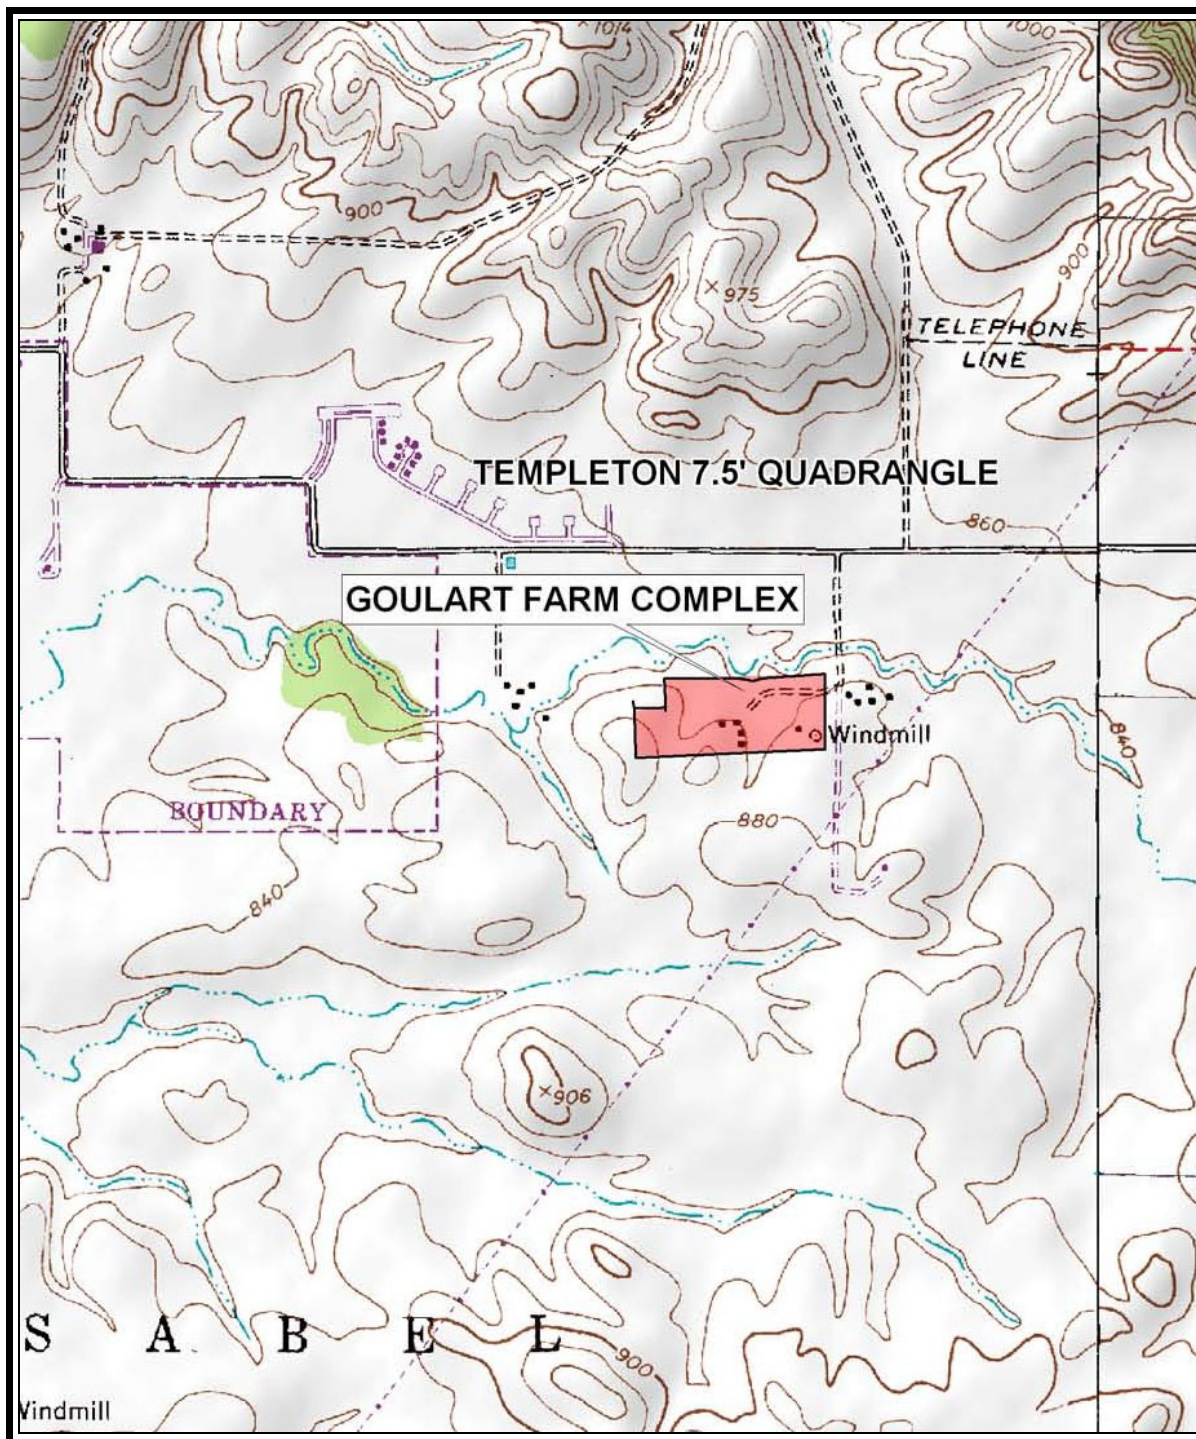 1014
1000
900
900
975
TELEPHONE
LINE
TEMPLETON 7.5' QUADRANGLE
860
GOULART FARM COMPLEX
Windmill
840
BOUNDARY
880
840
906
S A B E L
900
Windmill